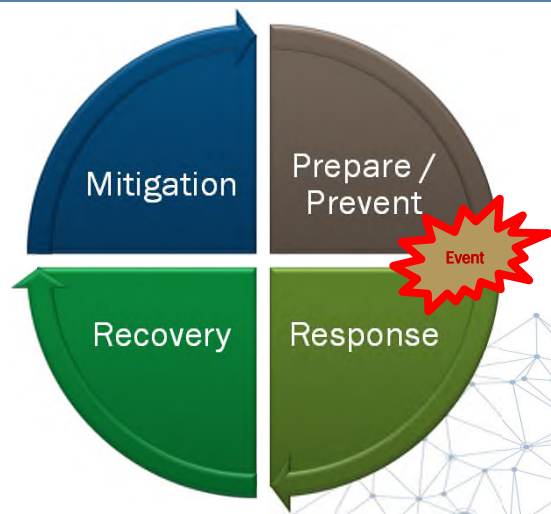 Mitigation
Prepare /
Prevent
Event
Recovery
Response